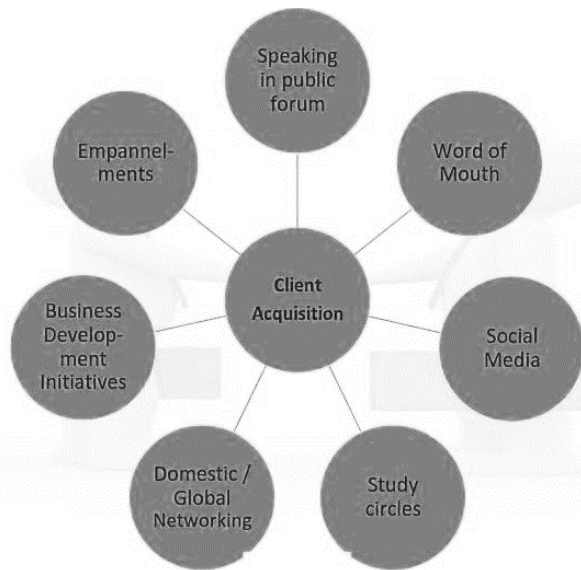 Speaking
in public
forum
Empannel-
ments
Word of
Mouth
Client
Acquisition
Business
Develop-
ment
Initiatives
Social
Media
Domestic /
Global
Networking
Study
circles